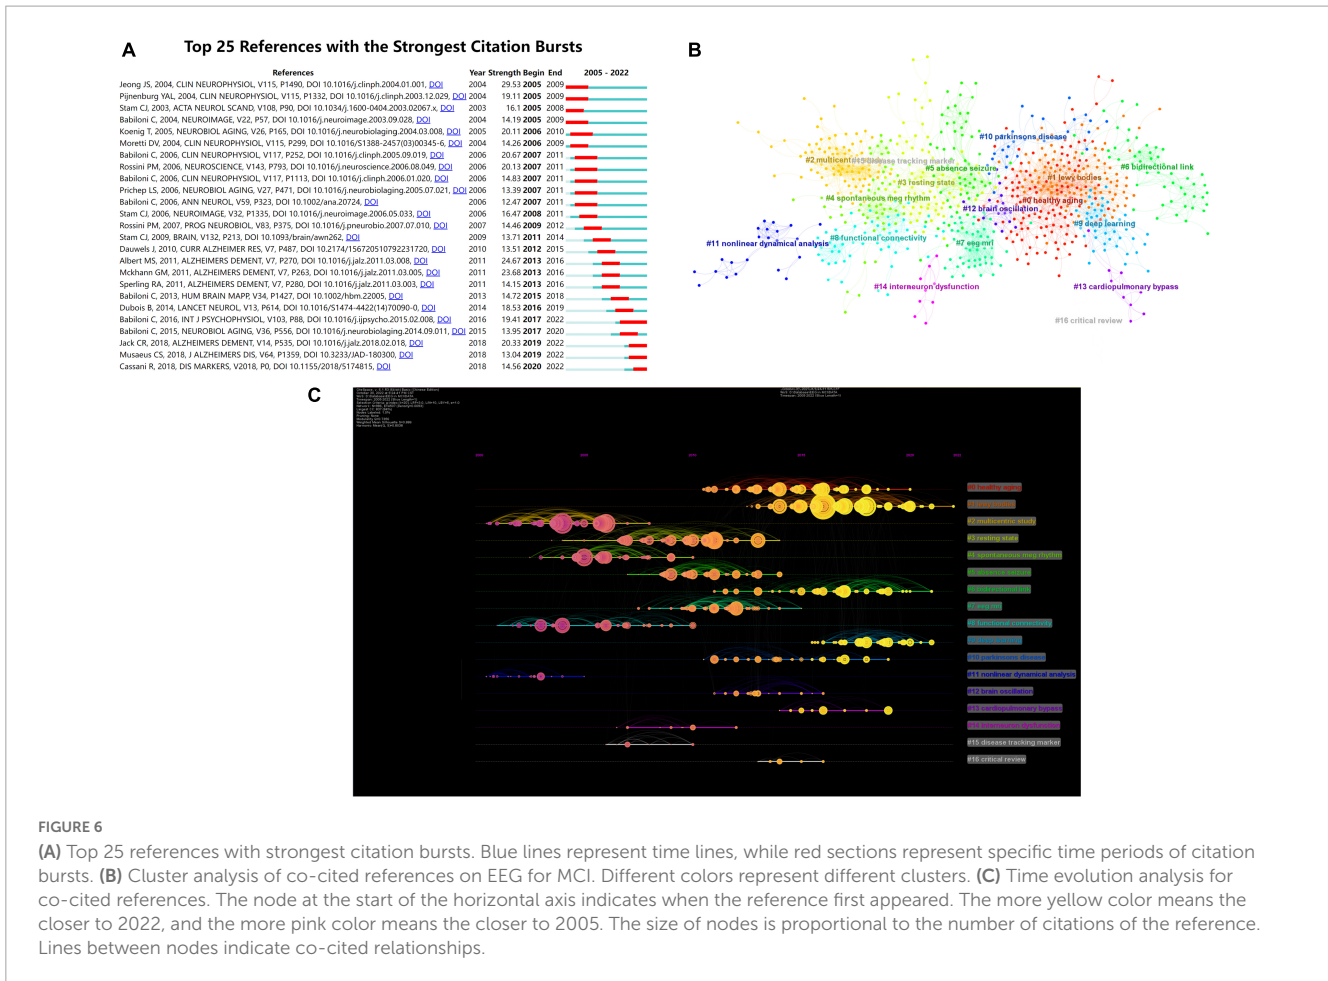 A
Top 25 References with the Strongest Citation Bursts
References Year Strength Begin End 2005 - 2022
Jeong JS, 2004, CLIN NEUROPHYSIOL, V115, P1490, DOI 10.1016/j.clinph.2004.01.001, DOI 2004 29.53 2005 2009
Pijnenburg YAL, 2004, CLIN NEUROPHYSIOL, V115, P1332, DOI 10.1016/j.clinph.2003.12.029, DOI 2004 19.11 2005 2009
Stam CJ, 2003, ACTA NEUROL SCAND, V108, P90, DOI 10.1034/j.1600-0404.2003.02067.x, DOI 2003 16.1 2005 2008
Babiloni C, 2004, NEUROIMAGE, V22, P57, DOI 10.1016/j.neuroimage.2003.09.028, DOI 2004 14.19 2005 2009
Koenig T, 2005, NEUROBIOL AGING, V26, P165, DOI 10.1016/j.neurobiolaging.2004.03.008, DOI 2005 20.11 2006 2010
Moretti DV, 2004, CLIN NEUROPHYSIOL, V115, P299, DOI 10.1016/S1388-2457(03)00345-6, DOI 2004 14.26 2006 2009
Babiloni C, 2006, CLIN NEUROPHYSIOL, V117, P252, DOI 10.1016/j.clinph.2005.09.019, DOI 2006 20.67 2007 2011
Rossini PM, 2006, NEUROSCIENCE, V143, P793, DOI 10.1016/j.neuroscience.2006.08.049, DOI 2006 20.13 2007 2011
Babiloni C, 2006, CLIN NEUROPHYSIOL, V117, P1113, DOI 10.1016/j.clinph.2006.01.020, DOI 2006 14.83 2007 2011
Prichep LS, 2006, NEUROBIOL AGING, V27, P471, DOI 10.1016/j.neurobiolaging.2005.07.021, DOI 2006 13.39 2007 2011
Babiloni C, 2006, ANN NEUROL, V59, P323, DOI 10.1002/ana.20724, DOI 2006 12.47 2007 2011
Stam CJ, 2006, NEUROIMAGE, V32, P1335, DOI 10.1016/j.neuroimage.2006.05.033, DOI 2006 16.47 2008 2011
Rossini PM, 2007, PROG NEUROBIOL, V83, P375, DOI 10.1016/j.pneurobio.2007.07.010, DOI 2007 14.46 2009 2012
Stam CJ, 2009, BRAIN, V132, P213, DOI 10.1093/brain/awn262, DOI 2009 13.71 2011 2014
Dauwels J, 2010, CURR ALZHEIMER RES, V7, P487, DOI 10.2174/156720510792231720, DOI 2010 13.51 2012 2015
Albert MS, 2011, ALZHEIMERS DEMENT, V7, P270, DOI 10.1016/j.jalz.2011.03.008, DOI 2011 24.67 2013 2016
Mckhann GM, 2011, ALZHEIMERS DEMENT, V7, P263, DOI 10.1016/j.jalz.2011.03.005, DOI 2011 23.68 2013 2016
Sperling RA, 2011, ALZHEIMERS DEMENT, V7, P280, DOI 10.1016/j.jalz.2011.03.003, DOI 2011 14.15 2013 2016
Babiloni C, 2013, HUM BRAIN MAPP, V34, P1427, DOI 10.1002/hbm.22005, DOI 2013 14.72 2015 2018
Dubois B, 2014, LANCET NEUROL, V13, P614, DOI 10.1016/S1474-4422(14)70090-0, DOI 2014 18.53 2016 2019
Babiloni C, 2016, INT J PSYCHOPHYSIOL, V103, P88, DOI 10.1016/j.ijpsycho.2015.02.008, DOI 2016 19.41 2017 2022
Babiloni C, 2015, NEUROBIOL AGING, V36, P556, DOI 10.1016/j.neurobiolaging.2014.09.011, DOI 2015 13.95 2017 2020
Jack CR, 2018, ALZHEIMERS DEMENT, V14, P535, DOI 10.1016/j.jalz.2018.02.018, DOI 2018 20.33 2019 2022
Musaeus CS, 2018, J ALZHEIMERS DIS, V64, P1359, DOI 10.3233/JAD-180300, DOI 2018 13.04 2019 2022
Cassani R, 2018, DIS MARKERS, V2018, P0, DOI 10.1155/2018/5174815, DOI 2018 14.56 2020 2022
B
#10 parkinsons disease
#2 multicent
disease tracking marker
#5 absence seizure
#6 bidirectional link
#1 lewy bodies
#3 resting state
#4 spontaneous meg rhythm
#0 healthy aging
#12 brain oscillation
#9 deep learning
#8 functional connectivity
#11 nonlinear dynamical analysis
#7 eeg mri
#14 interneuron dysfunction
#13 cardiopulmonary bypass
#16 critical review
C
#0 healthy aging
#2 multicentric study
#3 resting state
#4 spontaneous meg rhythm
#5 absence seizure
#7 eeg mri
#8 functional connectivity
#10 parkinsons disease
#11 nonlinear dynamical analysis
#12 brain oscillation
#13 cardiopulmonary bypass
#14 interneuron dysfunction
#15 disease tracking marker
#16 critical review
FIGURE 6
(A) Top 25 references with strongest citation bursts. Blue lines represent time lines, while red sections represent specific time periods of citation
bursts. (B) Cluster analysis of co-cited references on EEG for MCI. Different colors represent different clusters. (C) Time evolution analysis for
co-cited references. The node at the start of the horizontal axis indicates when the reference first appeared. The more yellow color means the
closer to 2022, and the more pink color means the closer to 2005. The size of nodes is proportional to the number of citations of the reference.
Lines between nodes indicate co-cited relationships.